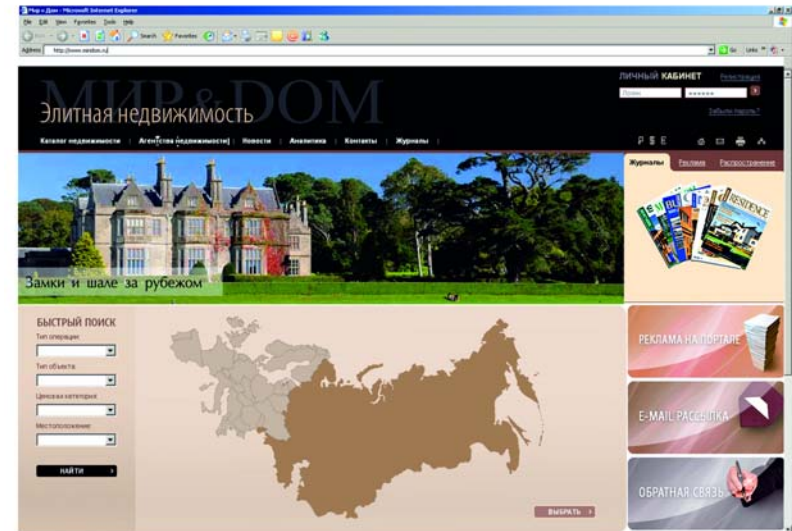 Мир & Дом - Microsoft Internet Explorer
File Edit View Favorites Tools Help
Search Favorites
Address http://www.miridom.ru
Go Links
МИР&DOM
Элитная недвижимость
ЛИЧНЫЙ КАБИНЕТ Регистрация
Логин:
Забыли пароль?
Каталог недвижимости | Агентства недвижимости | Новости | Аналитика | Контакты | Журналы
P $ E
Журналы Реклама Распространение
RESIDENCE
Замки и шале за рубежом
БЫСТРЫЙ ПОИСК
Тип операции:
Тип объекта:
Ценовая категория:
Местоположение:
НАЙТИ
ВЫБРАТЬ
РЕКЛАМА НА ПОРТАЛЕ
E-MAIL РАССЫЛКА
ОБРАТНАЯ СВЯЗЬ